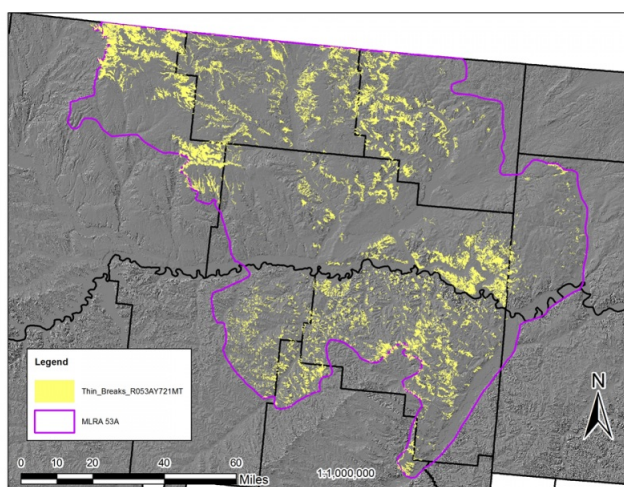 Legend
Thin_Breaks_R053AY721MT
MLRA 53A
N
0 10 20 40 60
Miles
1:1,000,000